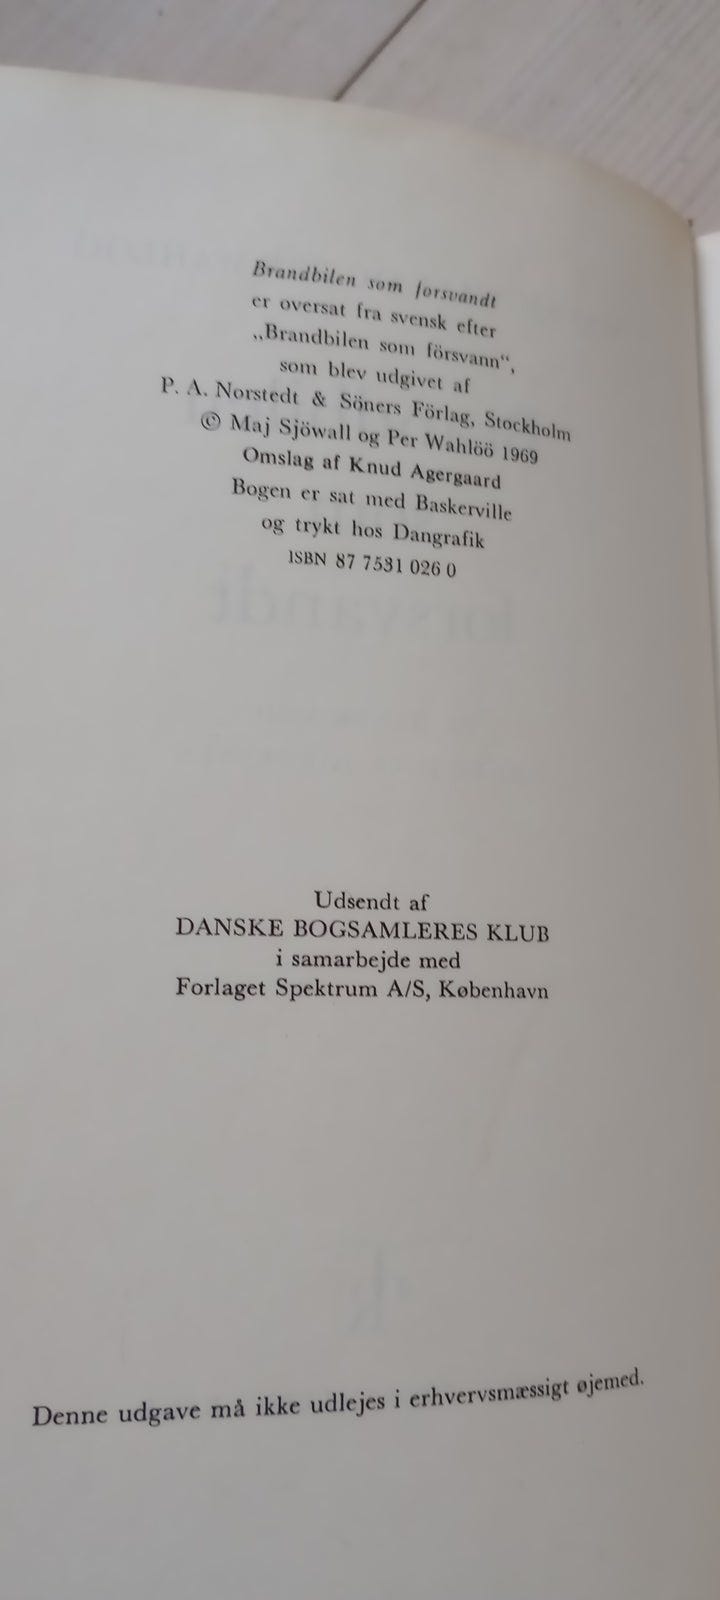 Brandbilen som forsvandt
er oversat fra svensk efter
„Brandbilen som försvann“,
som blev udgivet af
P. A. Norstedt & Söners Förlag, Stockholm
© Maj Sjöwall og Per Wahlöö 1969
Omslag af Knud Agergaard
Bogen er sat med Baskerville
og trykt hos Dangrafik
ISBN 87 7531 026 0
Udsendt af
DANSKE BOGSAMLERES KLUB
i samarbejde med
Forlaget Spektrum A/S, København
Denne udgave må ikke udlejes i erhvervsmæssigt øjemed.